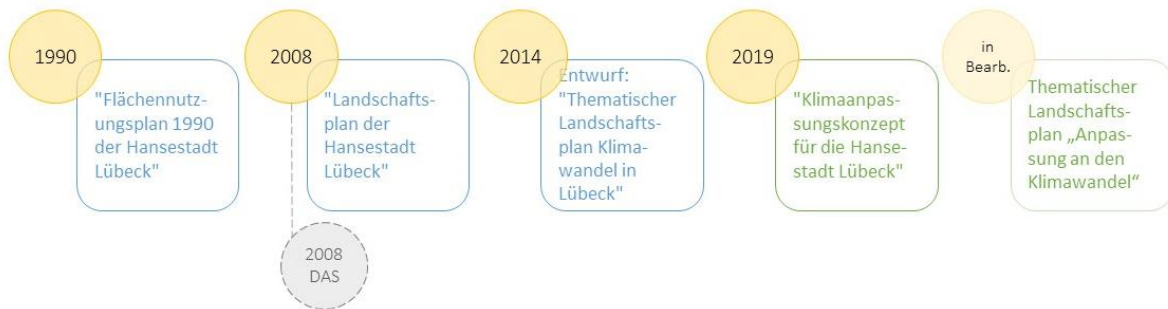 1990
"Flächennutz-
ungsplan 1990
der Hansestadt
Lübeck"
2008
"Landschafts-
plan der
Hansestadt
Lübeck"
2008
DAS
2014
Entwurf:
"Thematischer
Landschafts-
plan Klima-
wandel in
Lübeck"
2019
"Klimaanpas-
sungskonzept
für die Hanse-
stadt Lübeck"
in
Bearb.
Thematischer
Landschafts-
plan „Anpas-
sung an den
Klimawandel“